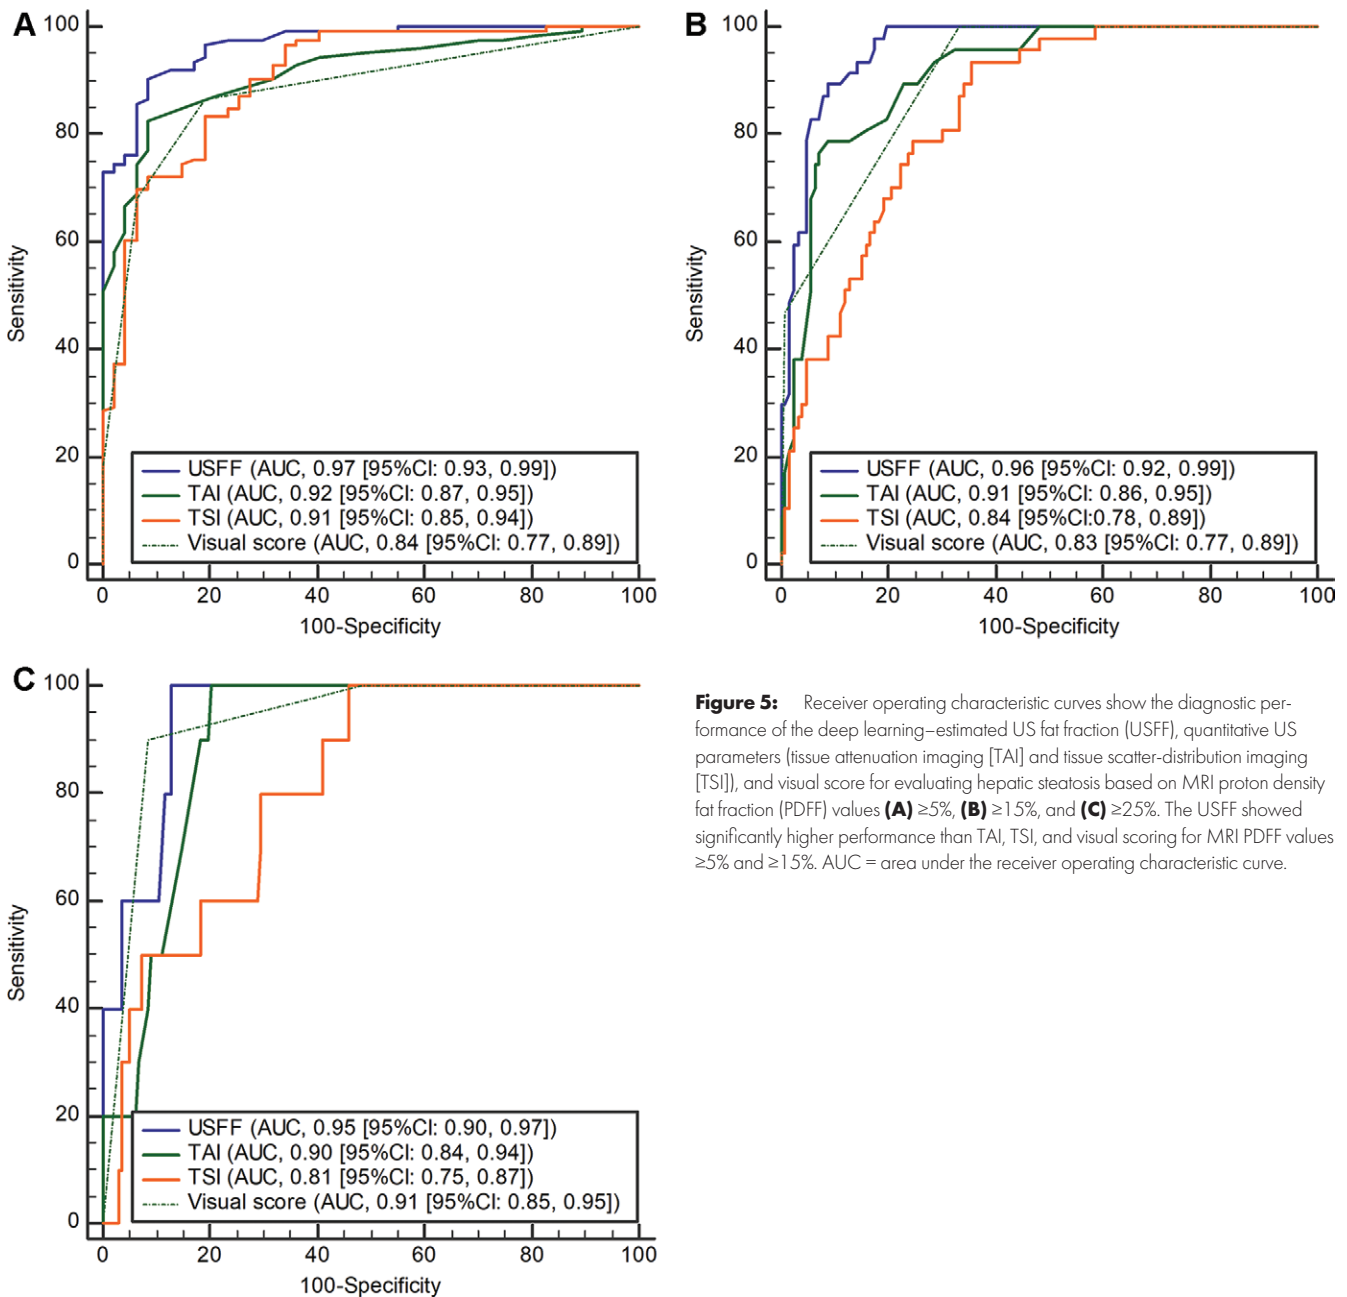 A
100
80
60
40
20
0
Sensitivity
USFF (AUC, 0.97 [95%CI: 0.93, 0.99])
TAI (AUC, 0.92 [95%CI: 0.87, 0.95])
TSI (AUC, 0.91 [95%CI: 0.85, 0.94])
Visual score (AUC, 0.84 [95%CI: 0.77, 0.89])
0 20 40 60 80 100
100-Specificity
B
100
80
60
40
20
0
Sensitivity
USFF (AUC, 0.96 [95%CI: 0.92, 0.99])
TAI (AUC, 0.91 [95%CI: 0.86, 0.95])
TSI (AUC, 0.84 [95%CI:0.78, 0.89])
Visual score (AUC, 0.83 [95%CI: 0.77, 0.89])
0 20 40 60 80 100
100-Specificity
C
100
80
60
40
20
0
Sensitivity
USFF (AUC, 0.95 [95%CI: 0.90, 0.97])
TAI (AUC, 0.90 [95%CI: 0.84, 0.94])
TSI (AUC, 0.81 [95%CI: 0.75, 0.87])
Visual score (AUC, 0.91 [95%CI: 0.85, 0.95])
0 20 40 60 80 100
100-Specificity
Figure 5: Receiver operating characteristic curves show the diagnostic per-
formance of the deep learning–estimated US fat fraction (USFF), quantitative US
parameters (tissue attenuation imaging [TAI] and tissue scatter-distribution imaging
[TSI]), and visual score for evaluating hepatic steatosis based on MRI proton density
fat fraction (PDFF) values (A) ≥5%, (B) ≥15%, and (C) ≥25%. The USFF showed
significantly higher performance than TAI, TSI, and visual scoring for MRI PDFF values
≥5% and ≥15%. AUC = area under the receiver operating characteristic curve.